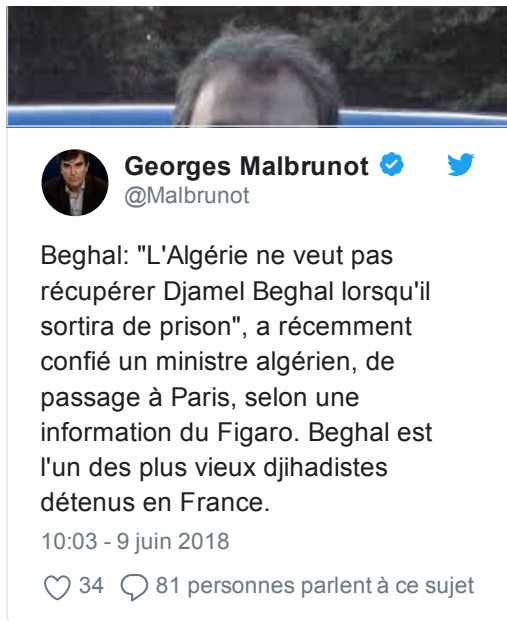 Georges Malbrunot
@Malbrunot
Beghal: "L'Algérie ne veut pas
récupérer Djamel Beghal lorsqu'il
sortira de prison", a récemment
confié un ministre algérien, de
passage à Paris, selon une
information du Figaro. Beghal est
l'un des plus vieux djihadistes
détenus en France.
10:03 - 9 juin 2018
34 81 personnes parlent à ce sujet